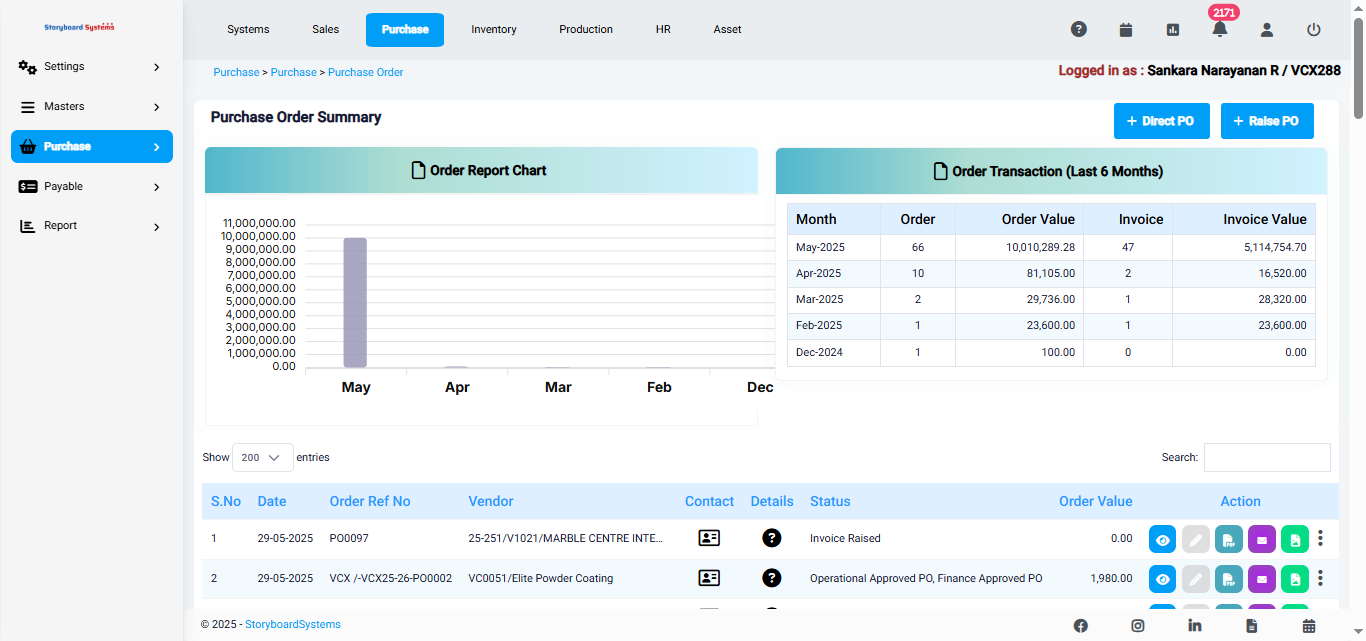 Storyboard Systems
Systems Sales Purchase Inventory Production HR Asset
2171
Settings
Masters
Purchase
Payable
Report
Purchase > Purchase > Purchase Order
Logged in as : Sankara Narayanan R / VCX288
Purchase Order Summary
+ Direct PO
+ Raise PO
Order Report Chart
11,000,000.00
10,000,000.00
9,000,000.00
8,000,000.00
7,000,000.00
6,000,000.00
5,000,000.00
4,000,000.00
3,000,000.00
2,000,000.00
1,000,000.00
0.00
May Apr Mar Feb Dec
Order Transaction (Last 6 Months)
Month Order Order Value Invoice Invoice Value
May-2025 66 10,010,289.28 47 5,114,754.70
Apr-2025 10 81,105.00 2 16,520.00
Mar-2025 2 29,736.00 1 28,320.00
Feb-2025 1 23,600.00 1 23,600.00
Dec-2024 1 100.00 0 0.00
Show 200 entries
Search:
S.No Date Order Ref No Vendor Contact Details Status Order Value Action
1 29-05-2025 PO0097 25-251/V1021/MARBLE CENTRE INTE... Invoice Raised 0.00
2 29-05-2025 VCX /-VCX25-26-PO0002 VC0051/Elite Powder Coating Operational Approved PO, Finance Approved PO 1,980.00
© 2025 - StoryboardSystems